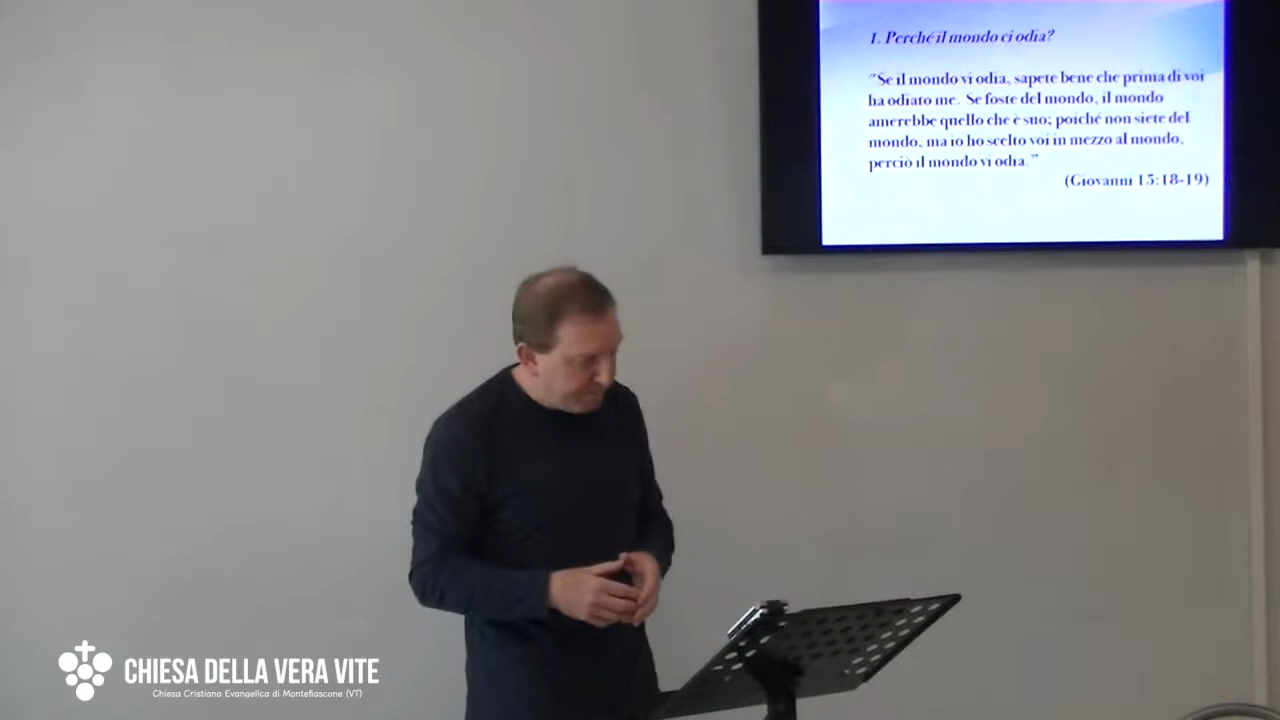 1. Perché il mondo ci odia?
"Se il mondo vi odia, sapete bene che prima di voi
ha odiato me. Se foste del mondo, il mondo
amerebbe quello che è suo; poiché non siete del
mondo, ma io ho scelto voi in mezzo al mondo,
perciò il mondo vi odia."
(Giovanni 15:18-19)
CHIESA DELLA VERA VITE
Chiesa Cristiana Evangelica di Montefiascone (VT)